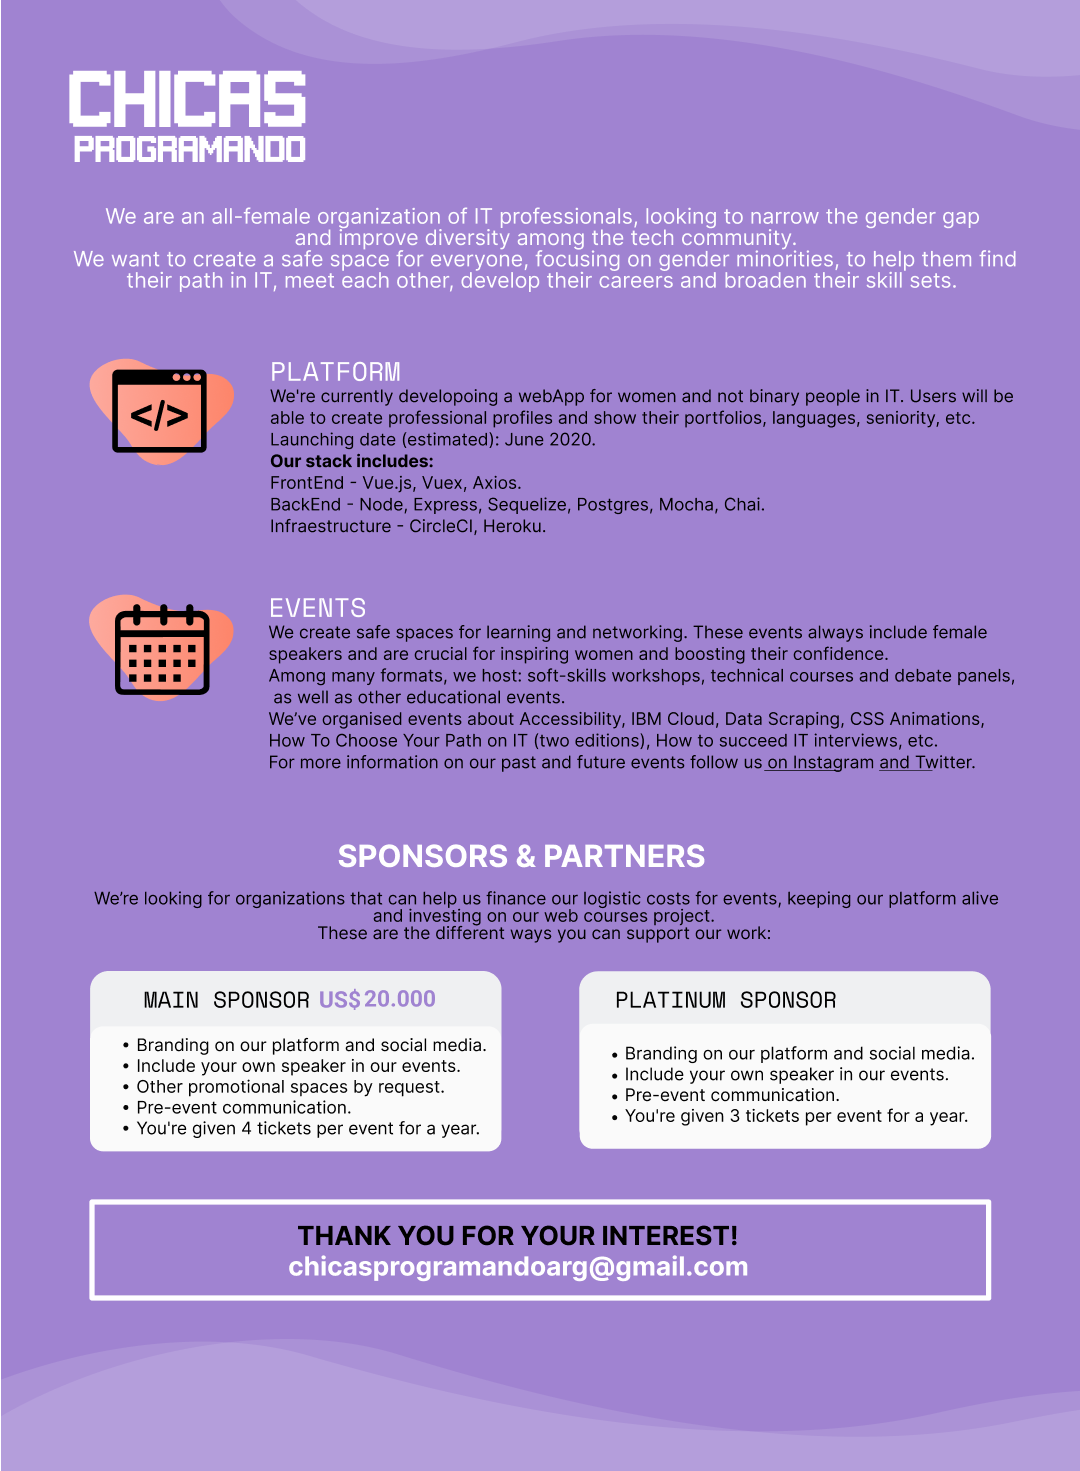 CHICAS
PROGRAMANDO
We are an all-female organization of IT professionals, looking to narrow the gender gap
and improve diversity among the tech community.
We want to create a safe space for everyone, focusing on gender minorities, to help them find
their path in IT, meet each other, develop their careers and broaden their skill sets.
</>
PLATFORM
We're currently developoing a webApp for women and not binary people in IT. Users will be
able to create professional profiles and show their portfolios, languages, seniority, etc.
Launching date (estimated): June 2020.
Our stack includes:
FrontEnd - Vue.js, Vuex, Axios.
BackEnd - Node, Express, Sequelize, Postgres, Mocha, Chai.
Infraestructure - CircleCI, Heroku.
EVENTS
We create safe spaces for learning and networking. These events always include female
speakers and are crucial for inspiring women and boosting their confidence.
Among many formats, we host: soft-skills workshops, technical courses and debate panels,
as well as other educational events.
We’ve organised events about Accessibility, IBM Cloud, Data Scraping, CSS Animations,
How To Choose Your Path on IT (two editions), How to succeed IT interviews, etc.
For more information on our past and future events follow us on Instagram and Twitter.
SPONSORS & PARTNERS
We’re looking for organizations that can help us finance our logistic costs for events, keeping our platform alive
and investing on our web courses project.
These are the different ways you can support our work:
MAIN SPONSOR US$ 20.000
• Branding on our platform and social media.
• Include your own speaker in our events.
• Other promotional spaces by request.
• Pre-event communication.
• You're given 4 tickets per event for a year.
PLATINUM SPONSOR
• Branding on our platform and social media.
• Include your own speaker in our events.
• Pre-event communication.
• You're given 3 tickets per event for a year.
THANK YOU FOR YOUR INTEREST!
chicasprogramandoarg@gmail.com